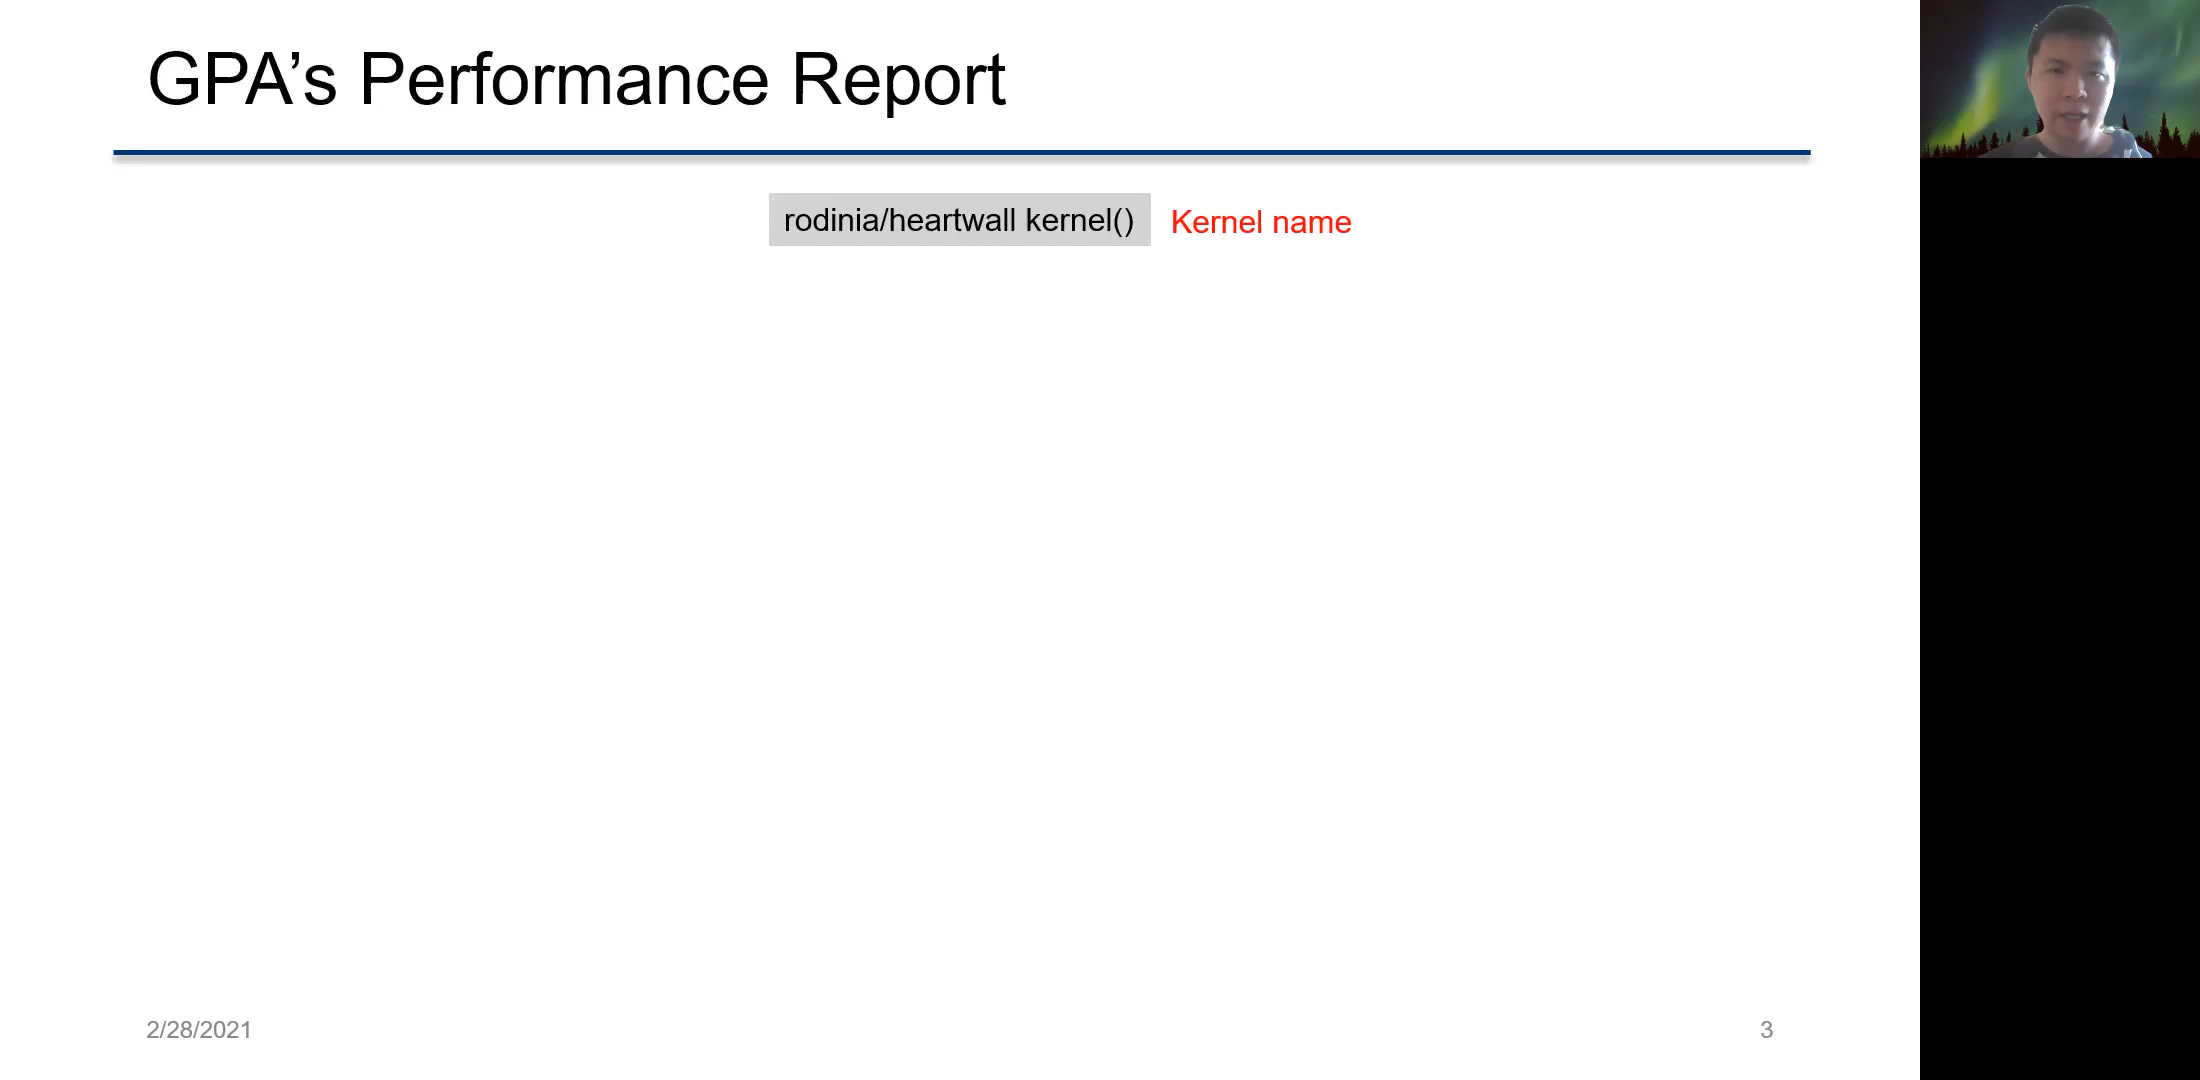 GPA’s Performance Report
rodinia/heartwall kernel() Kernel name
2/28/2021 3